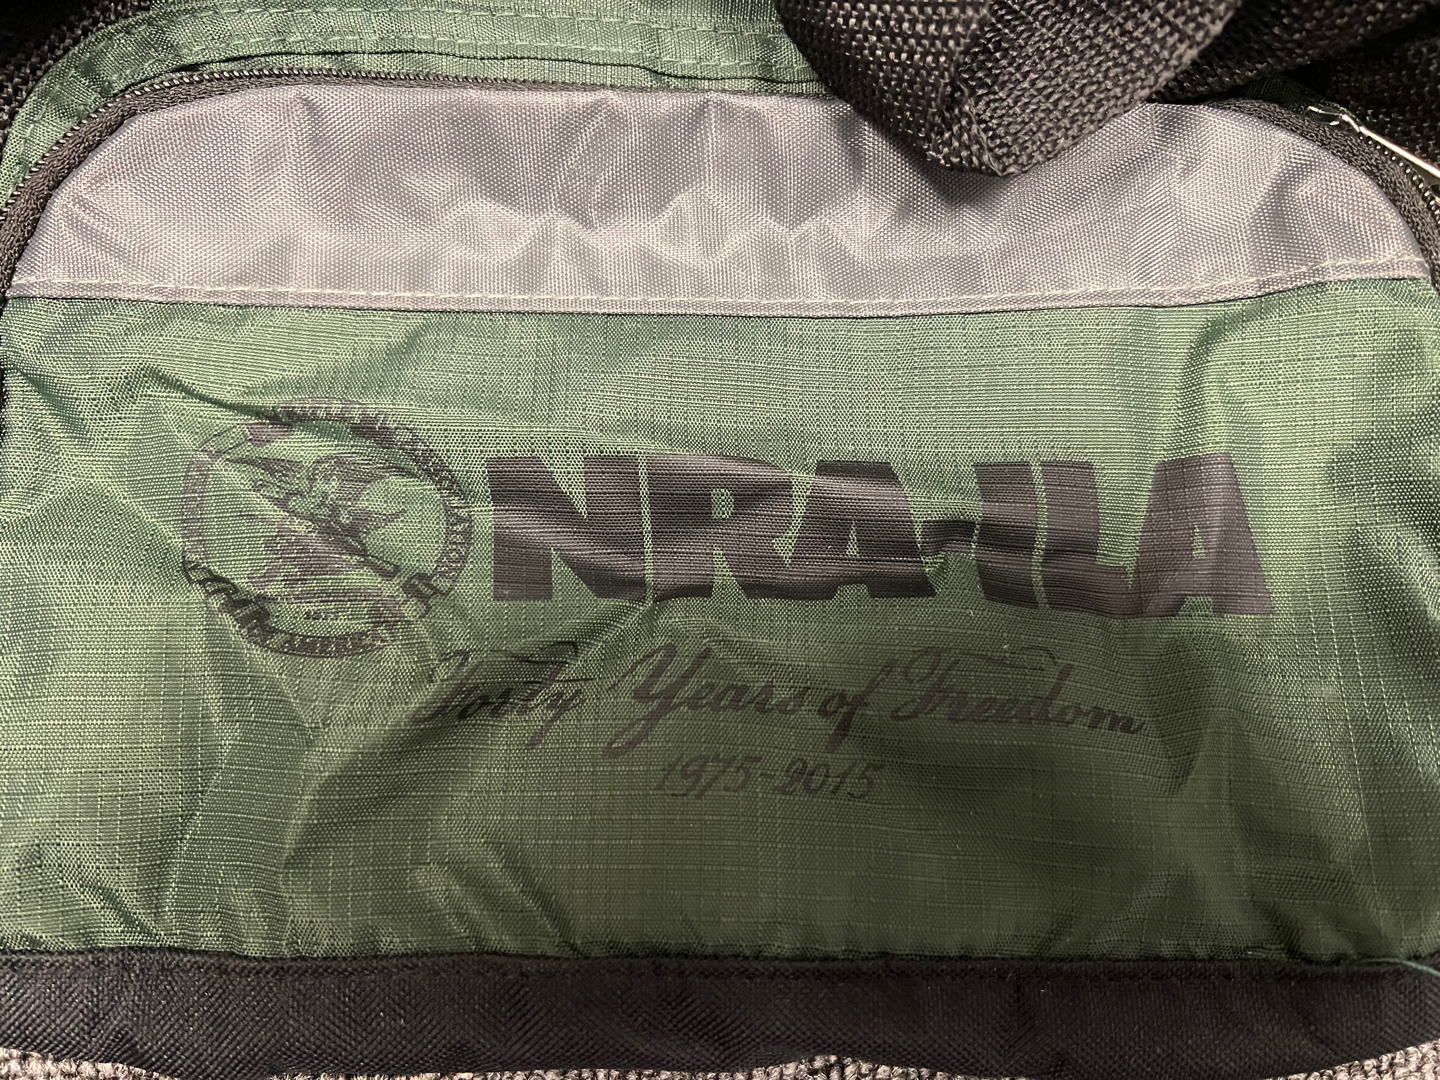 NRA-ILA
Forty Years of Freedom
1975-2015